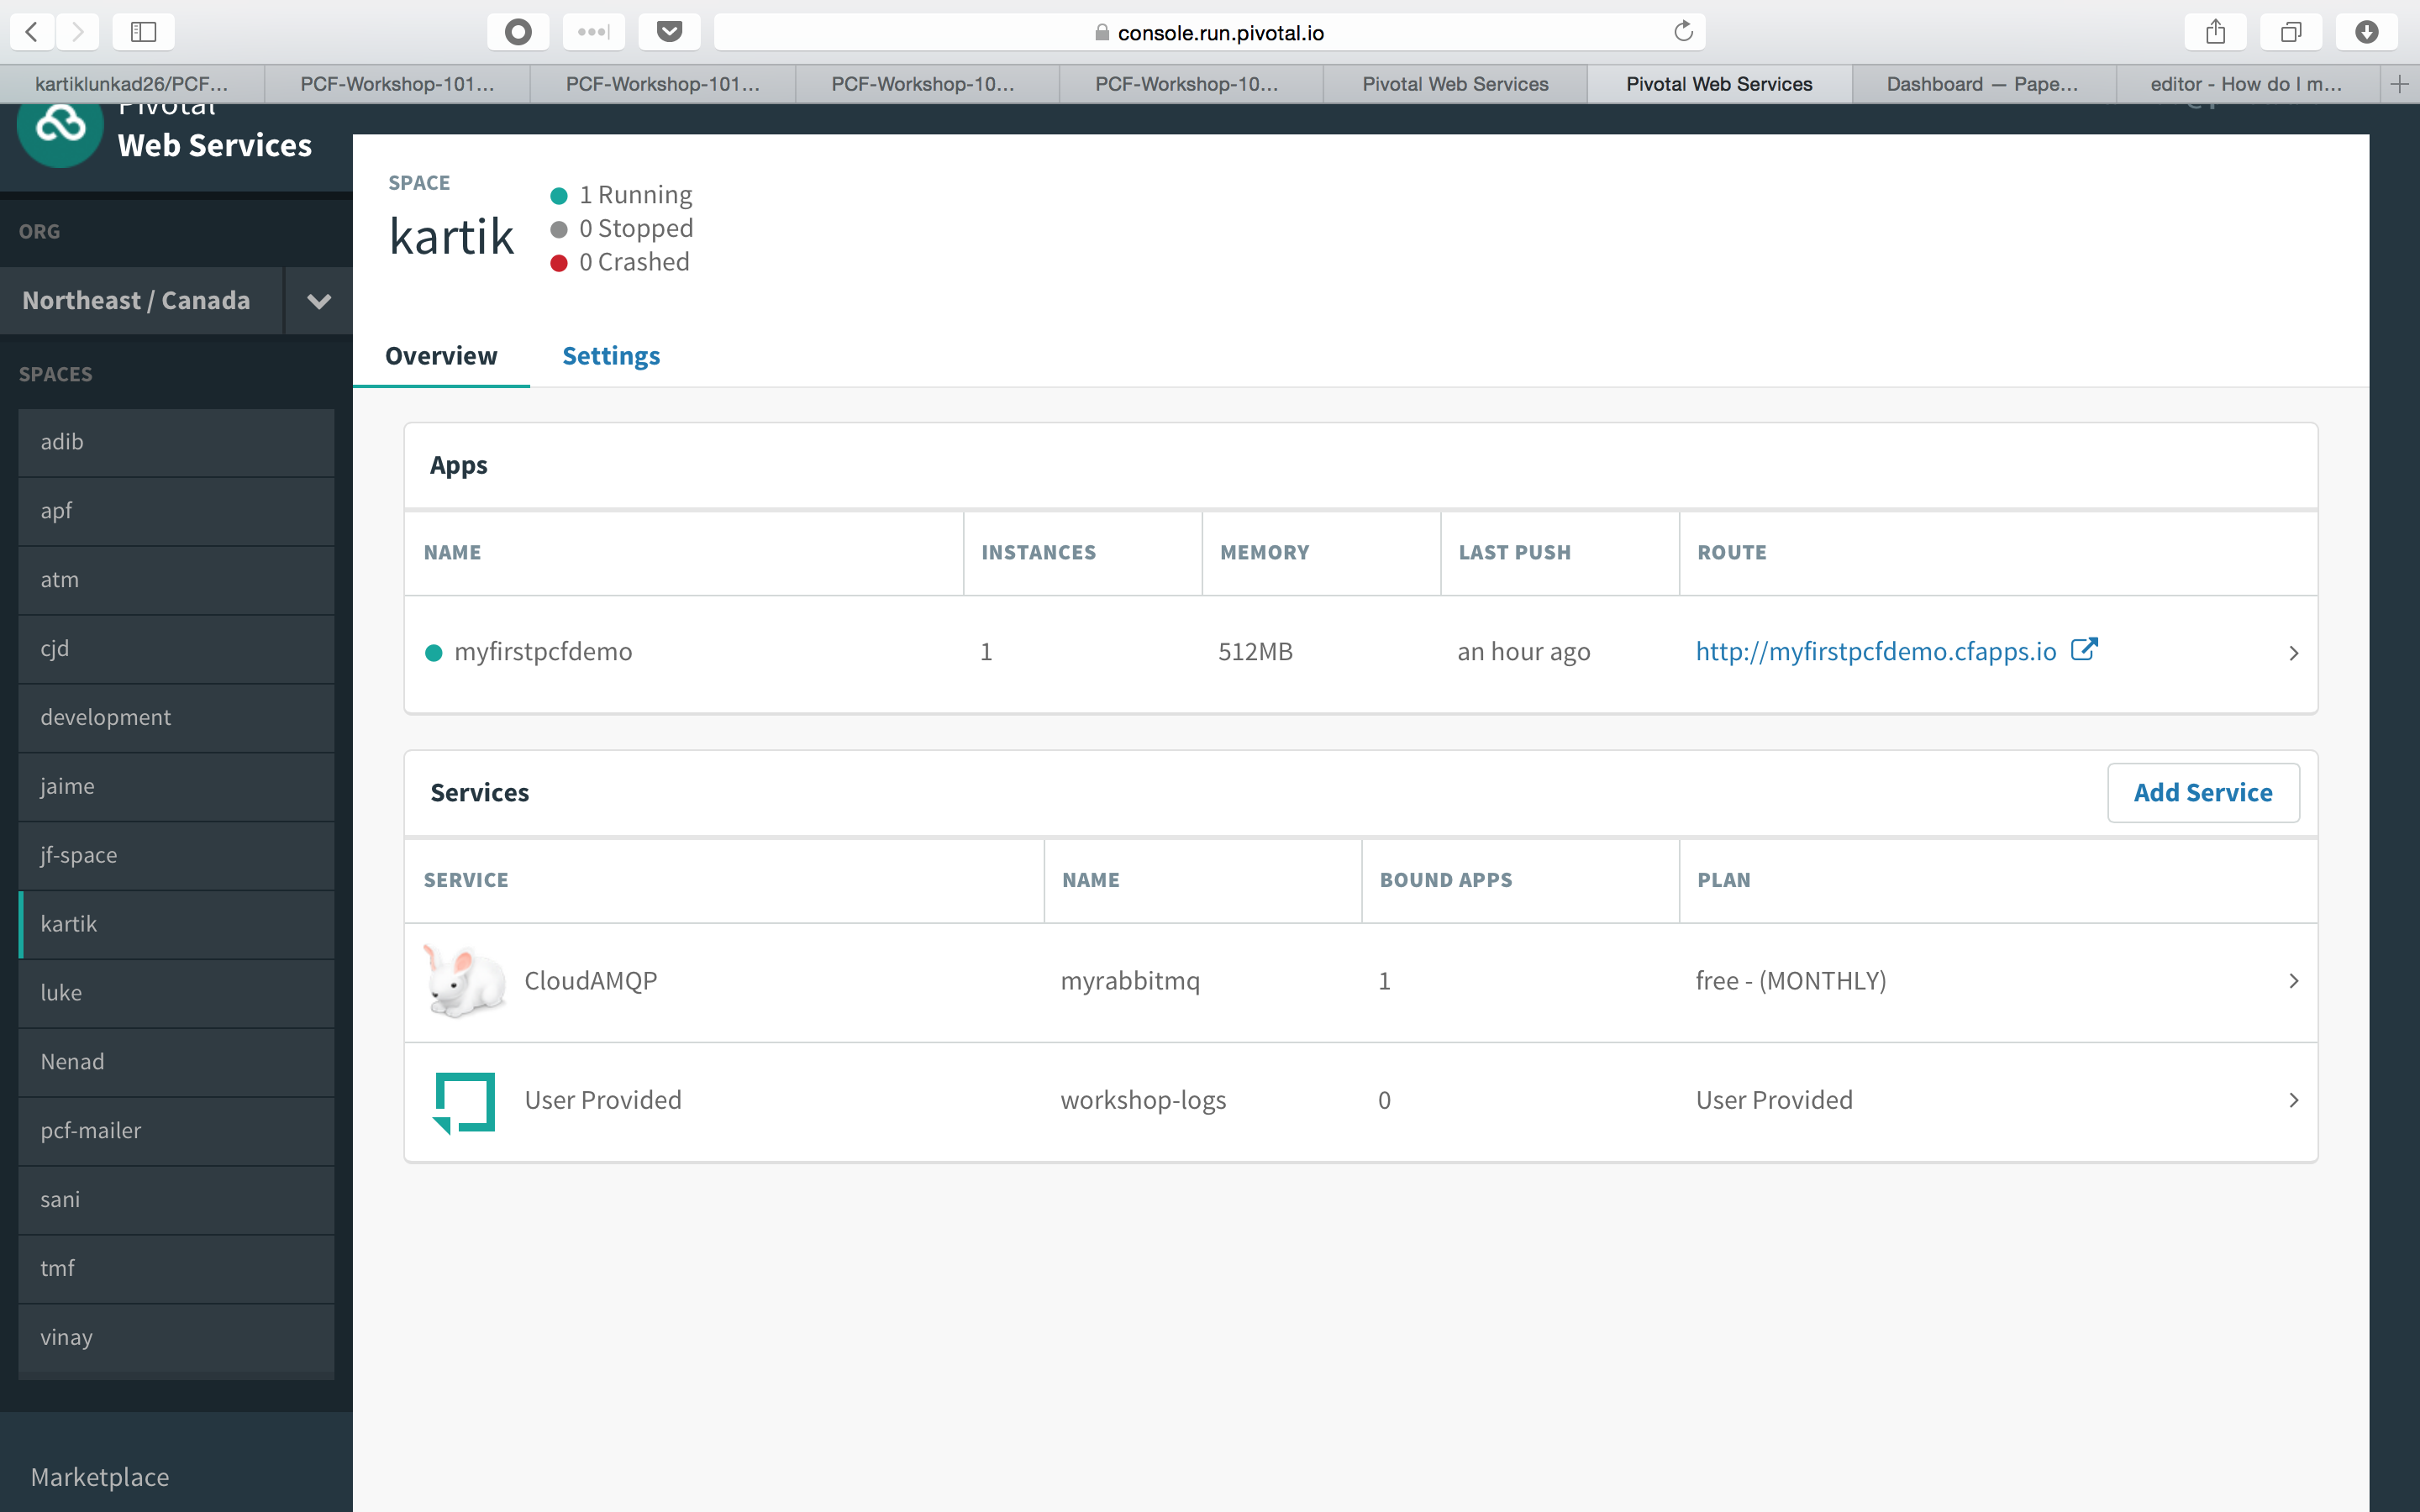 console.run.pivotal.io
kartiklunkad26/PCF...
PCF-Workshop-101...
PCF-Workshop-101...
PCF-Workshop-10...
PCF-Workshop-10...
Pivotal Web Services
Pivotal Web Services
Dashboard — Pape...
editor - How do I m...
Pivotal
Web Services
ORG
Northeast / Canada
SPACES
adib
apf
atm
cjd
development
jaime
jf-space
kartik
luke
Nenad
pcf-mailer
sani
tmf
vinay
Marketplace
SPACE
kartik
1 Running
0 Stopped
0 Crashed
Overview Settings
Apps
NAME INSTANCES MEMORY LAST PUSH ROUTE
myfirstpcfdemo 1 512MB an hour ago http://myfirstpcfdemo.cfapps.io
Services Add Service
SERVICE NAME BOUND APPS PLAN
CloudAMQP myrabbitmq 1 free - (MONTHLY)
User Provided workshop-logs 0 User Provided